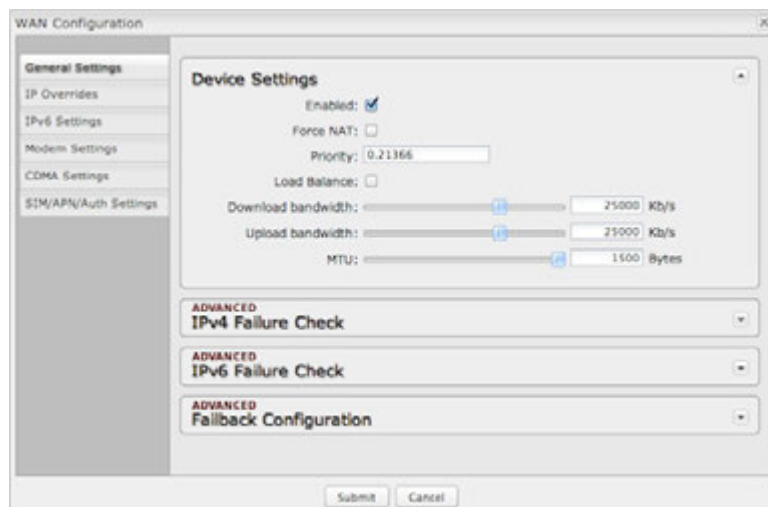 WAN Configuration
General Settings
IP Overrides
IPv6 Settings
Modem Settings
CDMA Settings
SIM/APN/Auth Settings
Device Settings
Enabled:
Force NAT:
Priority: 0.21366
Load Balance:
Download bandwidth: 25000 Kb/s
Upload bandwidth: 25000 Kb/s
MTU: 1500 Bytes
ADVANCED
IPv4 Failure Check
ADVANCED
IPv6 Failure Check
ADVANCED
Failback Configuration
Submit Cancel